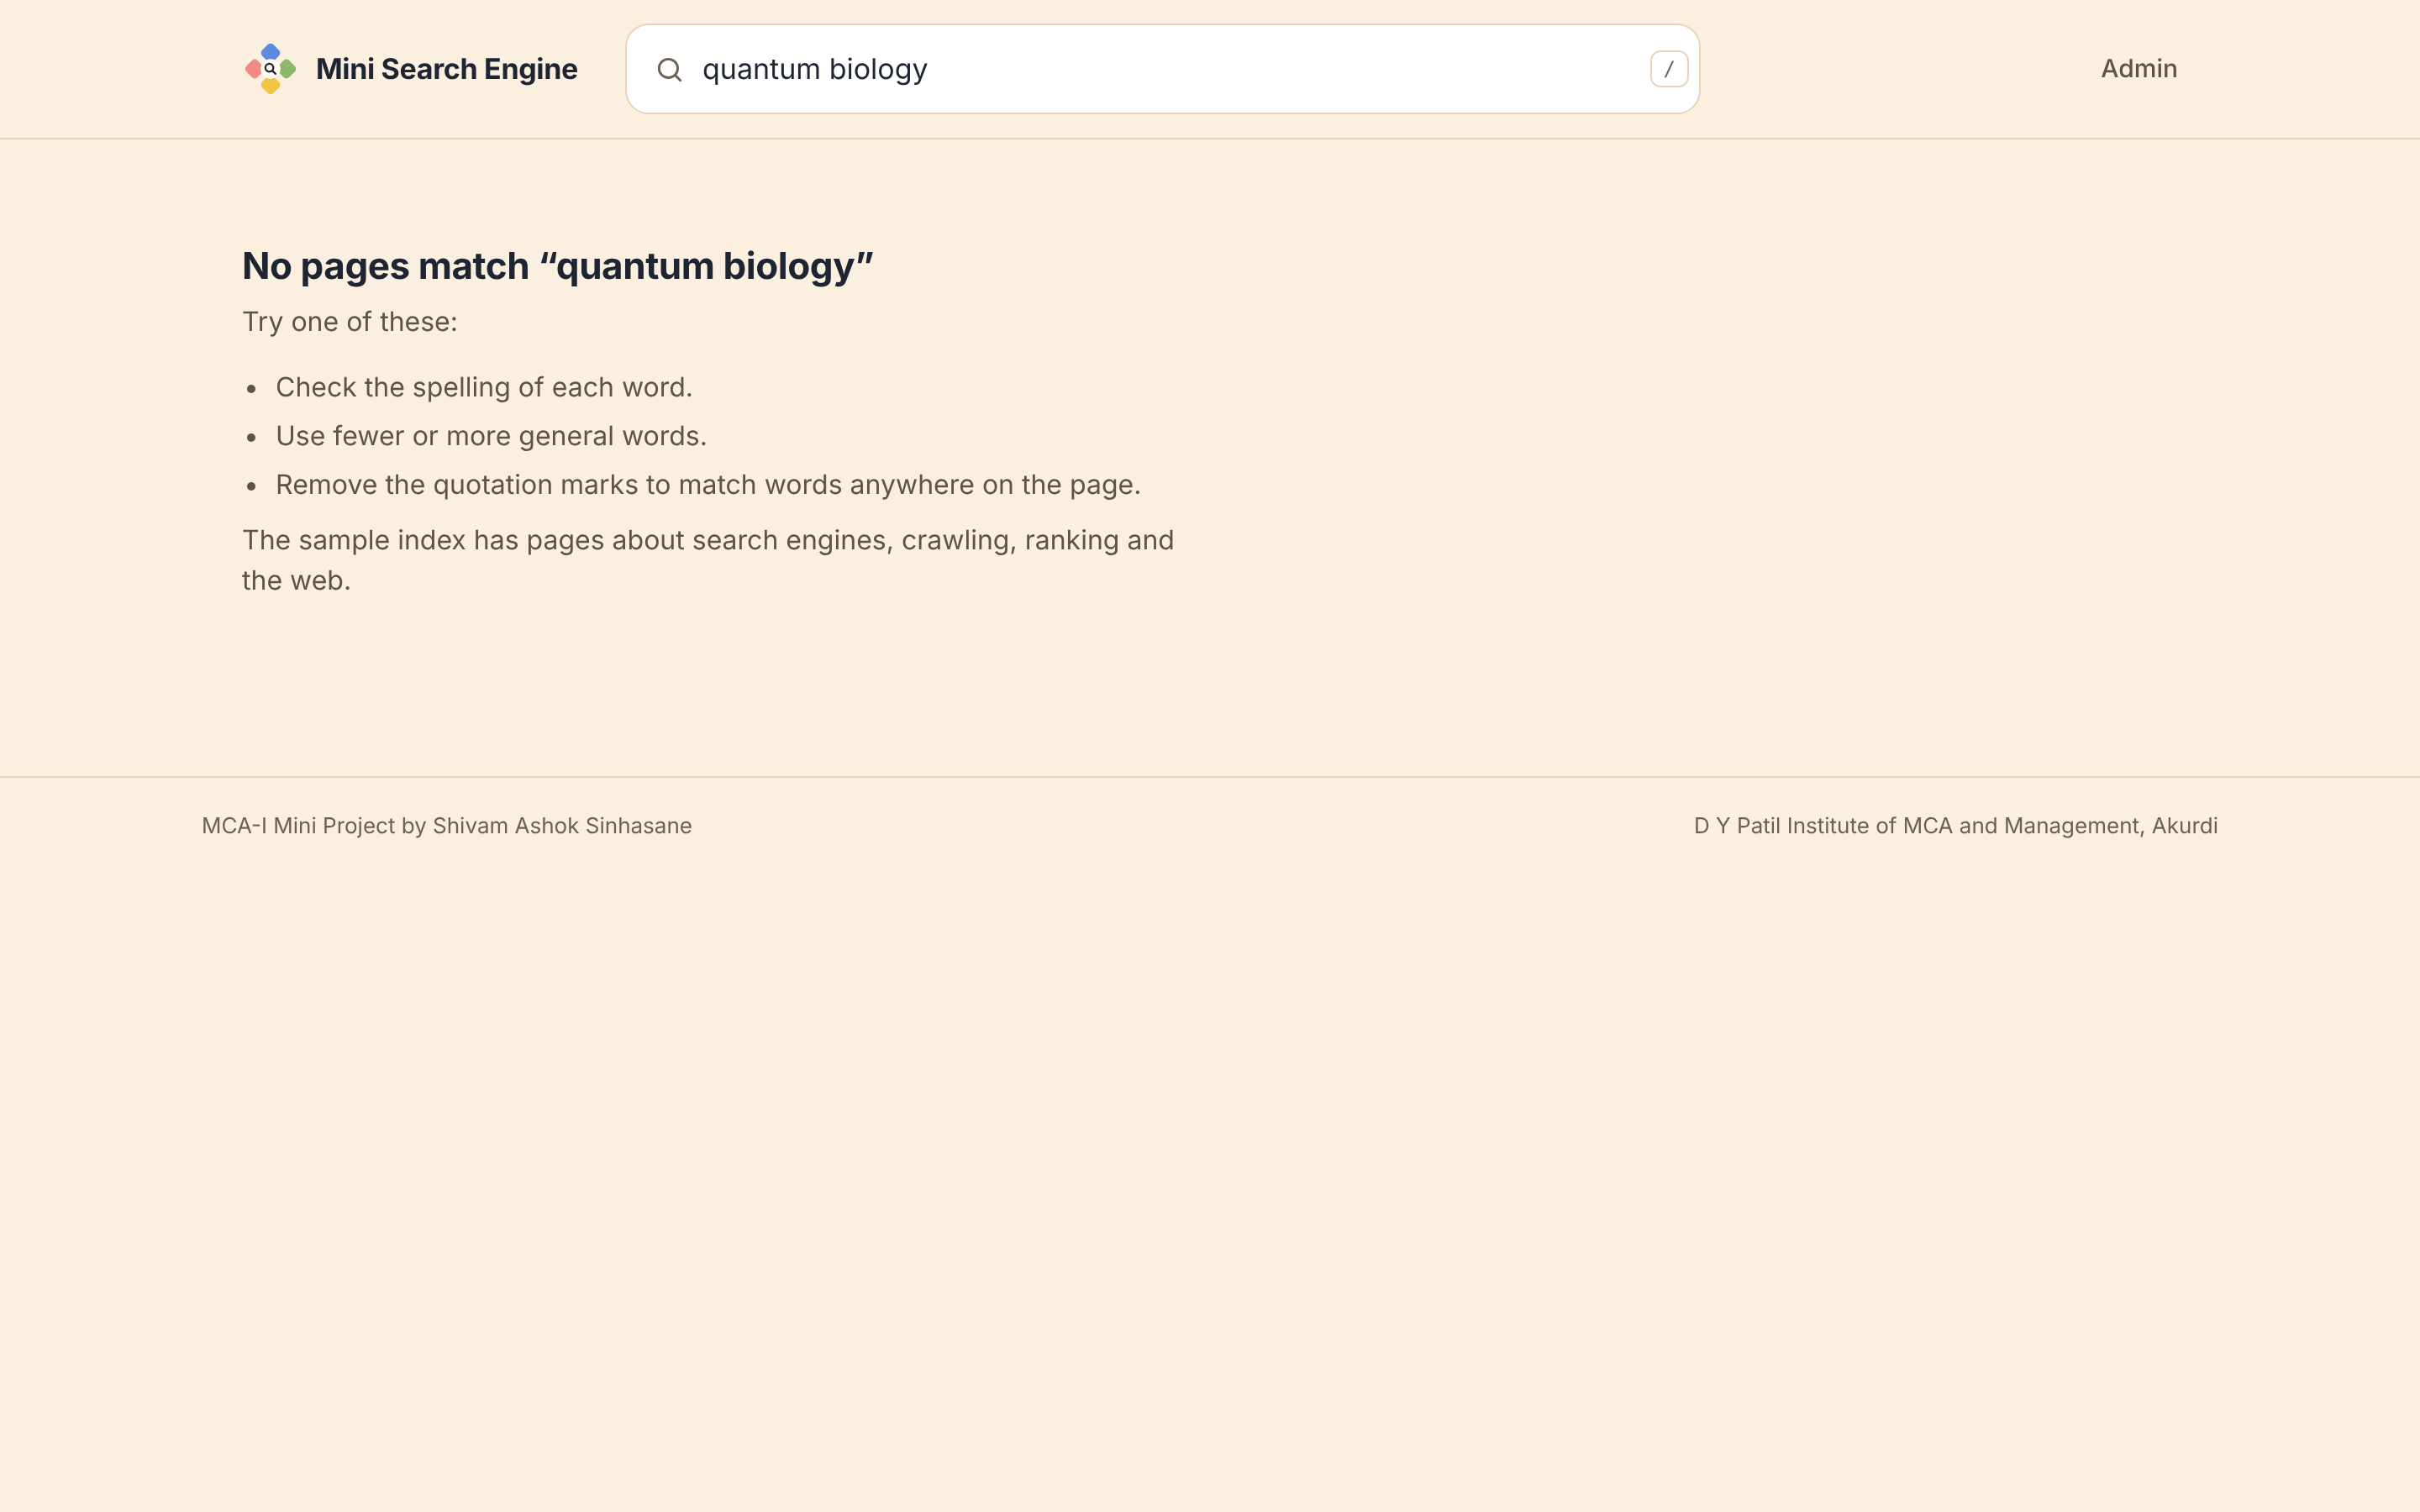 Mini Search Engine
quantum biology
/
Admin
No pages match “quantum biology”
Try one of these:
• Check the spelling of each word.
• Use fewer or more general words.
• Remove the quotation marks to match words anywhere on the page.
The sample index has pages about search engines, crawling, ranking and
the web.
MCA-I Mini Project by Shivam Ashok Sinhasane
D Y Patil Institute of MCA and Management, Akurdi